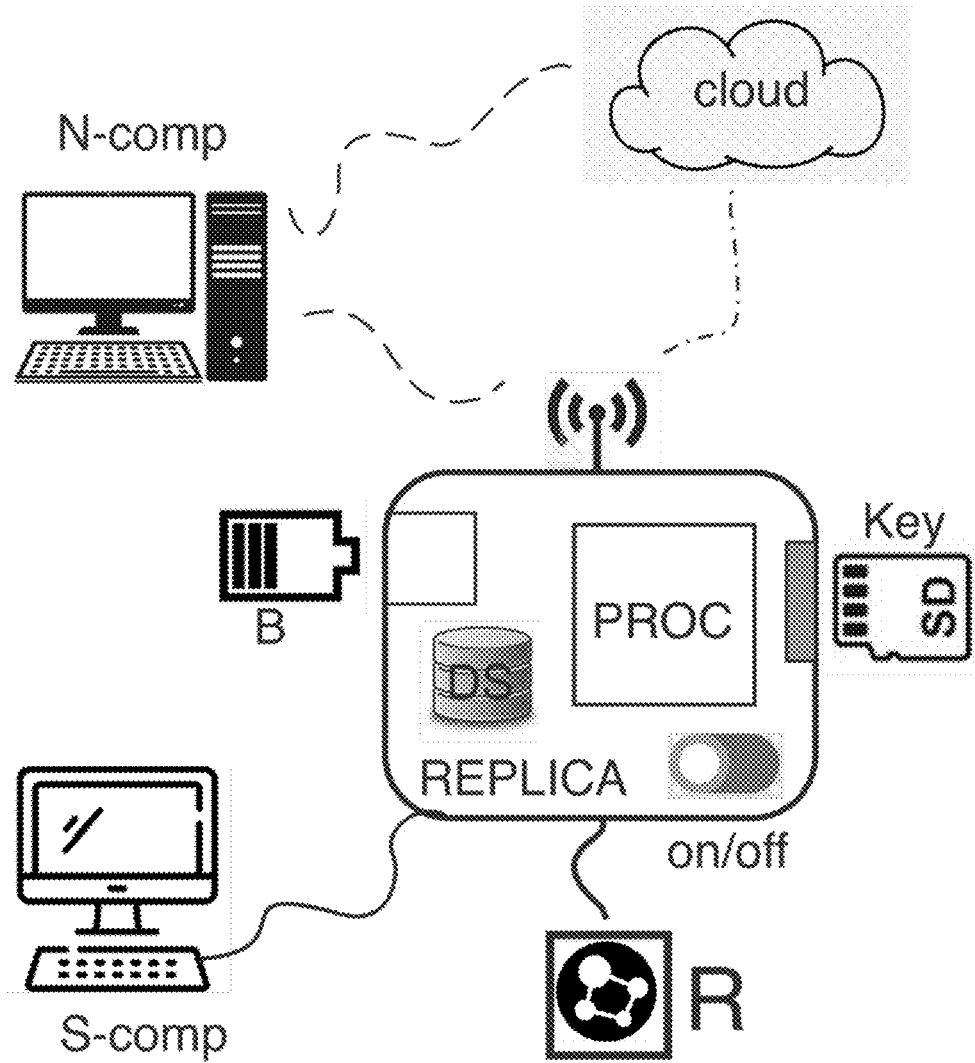 cloud
N-comp
Key
SD
B
PROC
DS
REPLICA
on/off
R
S-comp